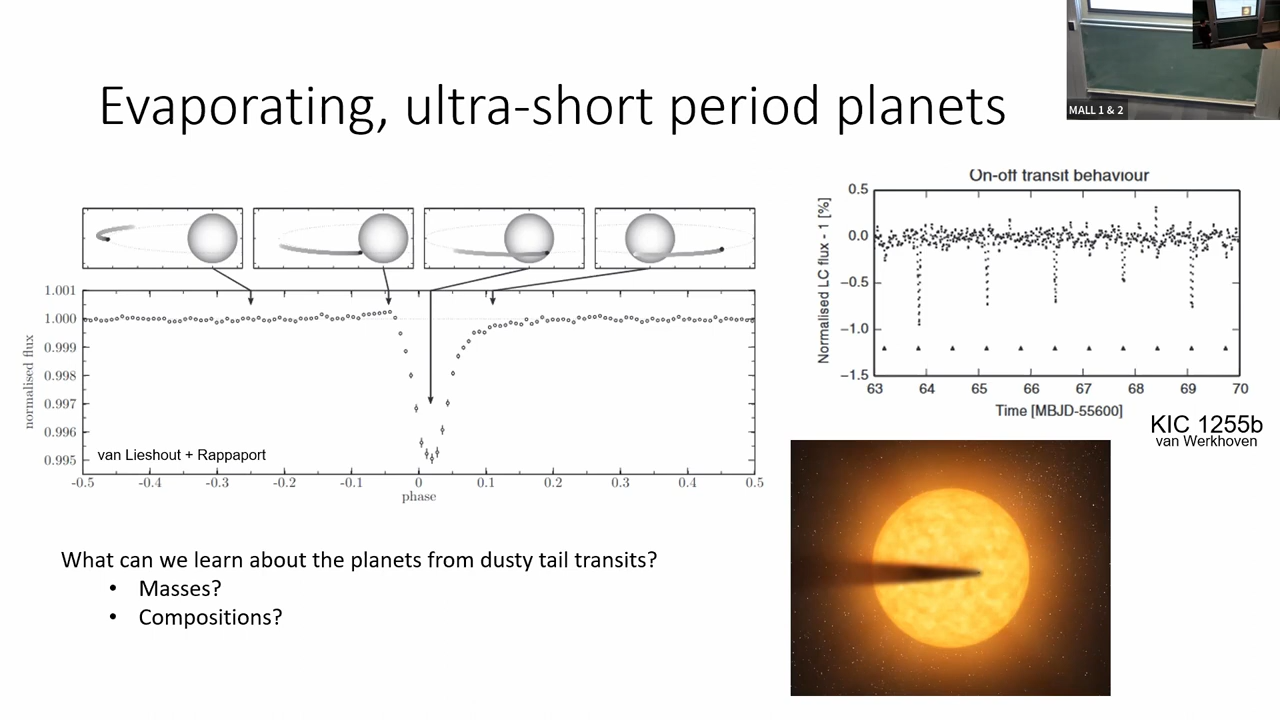 Evaporating, ultra-short period planets
MALL 1 & 2
1.001
1.000
0.999
0.998
0.997
0.996
0.995
normalised flux
van Lieshout + Rappaport
-0.5 -0.4 -0.3 -0.2 -0.1 0 0.1 0.2 0.3 0.4 0.5
phase
On-off transit behaviour
0.5
0.0
−0.5
−1.0
−1.5
Normalised LC flux - 1 [%]
63 64 65 66 67 68 69 70
Time [MBJD-55600]
KIC 1255b
van Werkhoven
What can we learn about the planets from dusty tail transits?
• Masses?
• Compositions?